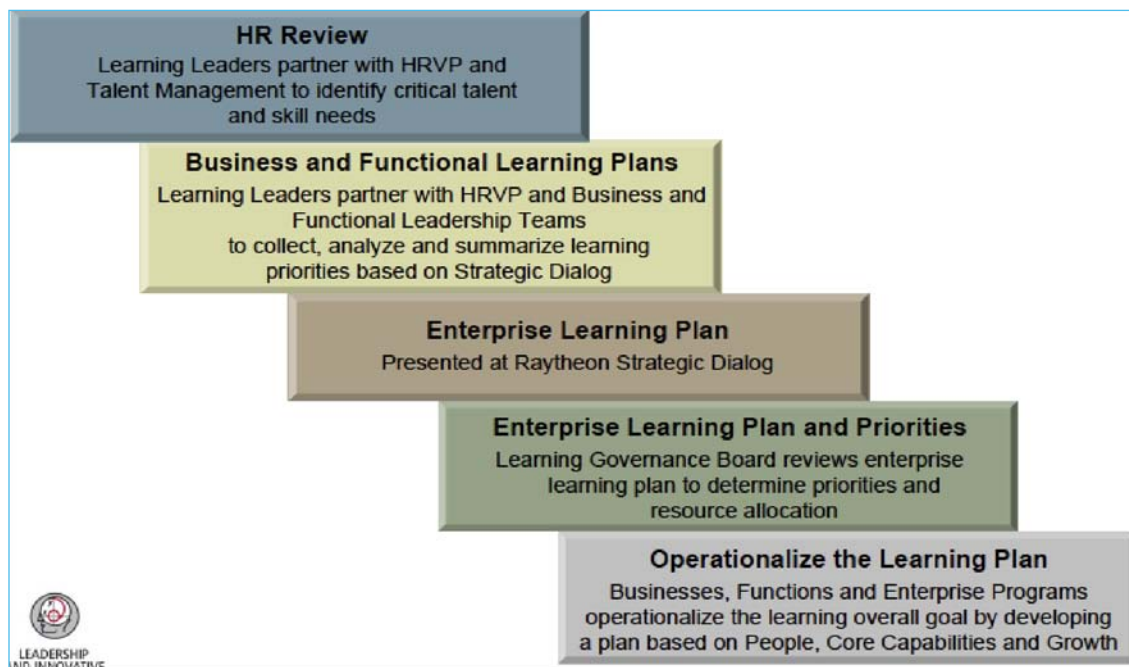 HR Review
Learning Leaders partner with HRVP and
Talent Management to identify critical talent
and skill needs
Business and Functional Learning Plans
Learning Leaders partner with HRVP and Business and
Functional Leadership Teams
to collect, analyze and summarize learning
priorities based on Strategic Dialog
Enterprise Learning Plan
Presented at Raytheon Strategic Dialog
Enterprise Learning Plan and Priorities
Learning Governance Board reviews enterprise
learning plan to determine priorities and
resource allocation
Operationalize the Learning Plan
Businesses, Functions and Enterprise Programs
operationalize the learning overall goal by developing
a plan based on People, Core Capabilities and Growth
LEADERSHIP
AND INNOVATIVE